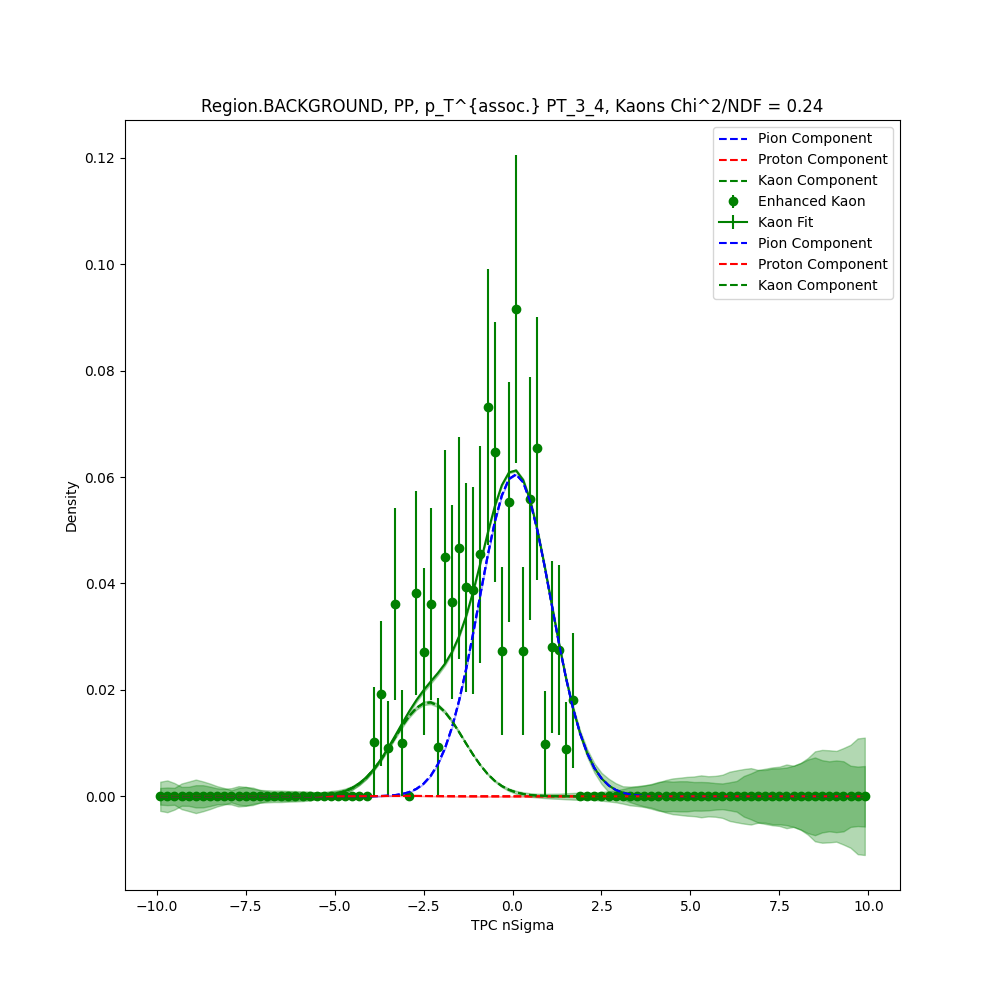 Region.BACKGROUND, PP, p_T^{assoc.} PT_3_4, Kaons Chi^2/NDF = 0.24
Pion Component
Proton Component
Kaon Component
Enhanced Kaon
Kaon Fit
Pion Component
Proton Component
Kaon Component
0.12
0.10
0.08
0.06
0.04
0.02
0.00
Density
−10.0 −7.5 −5.0 −2.5 0.0 2.5 5.0 7.5 10.0
TPC nSigma